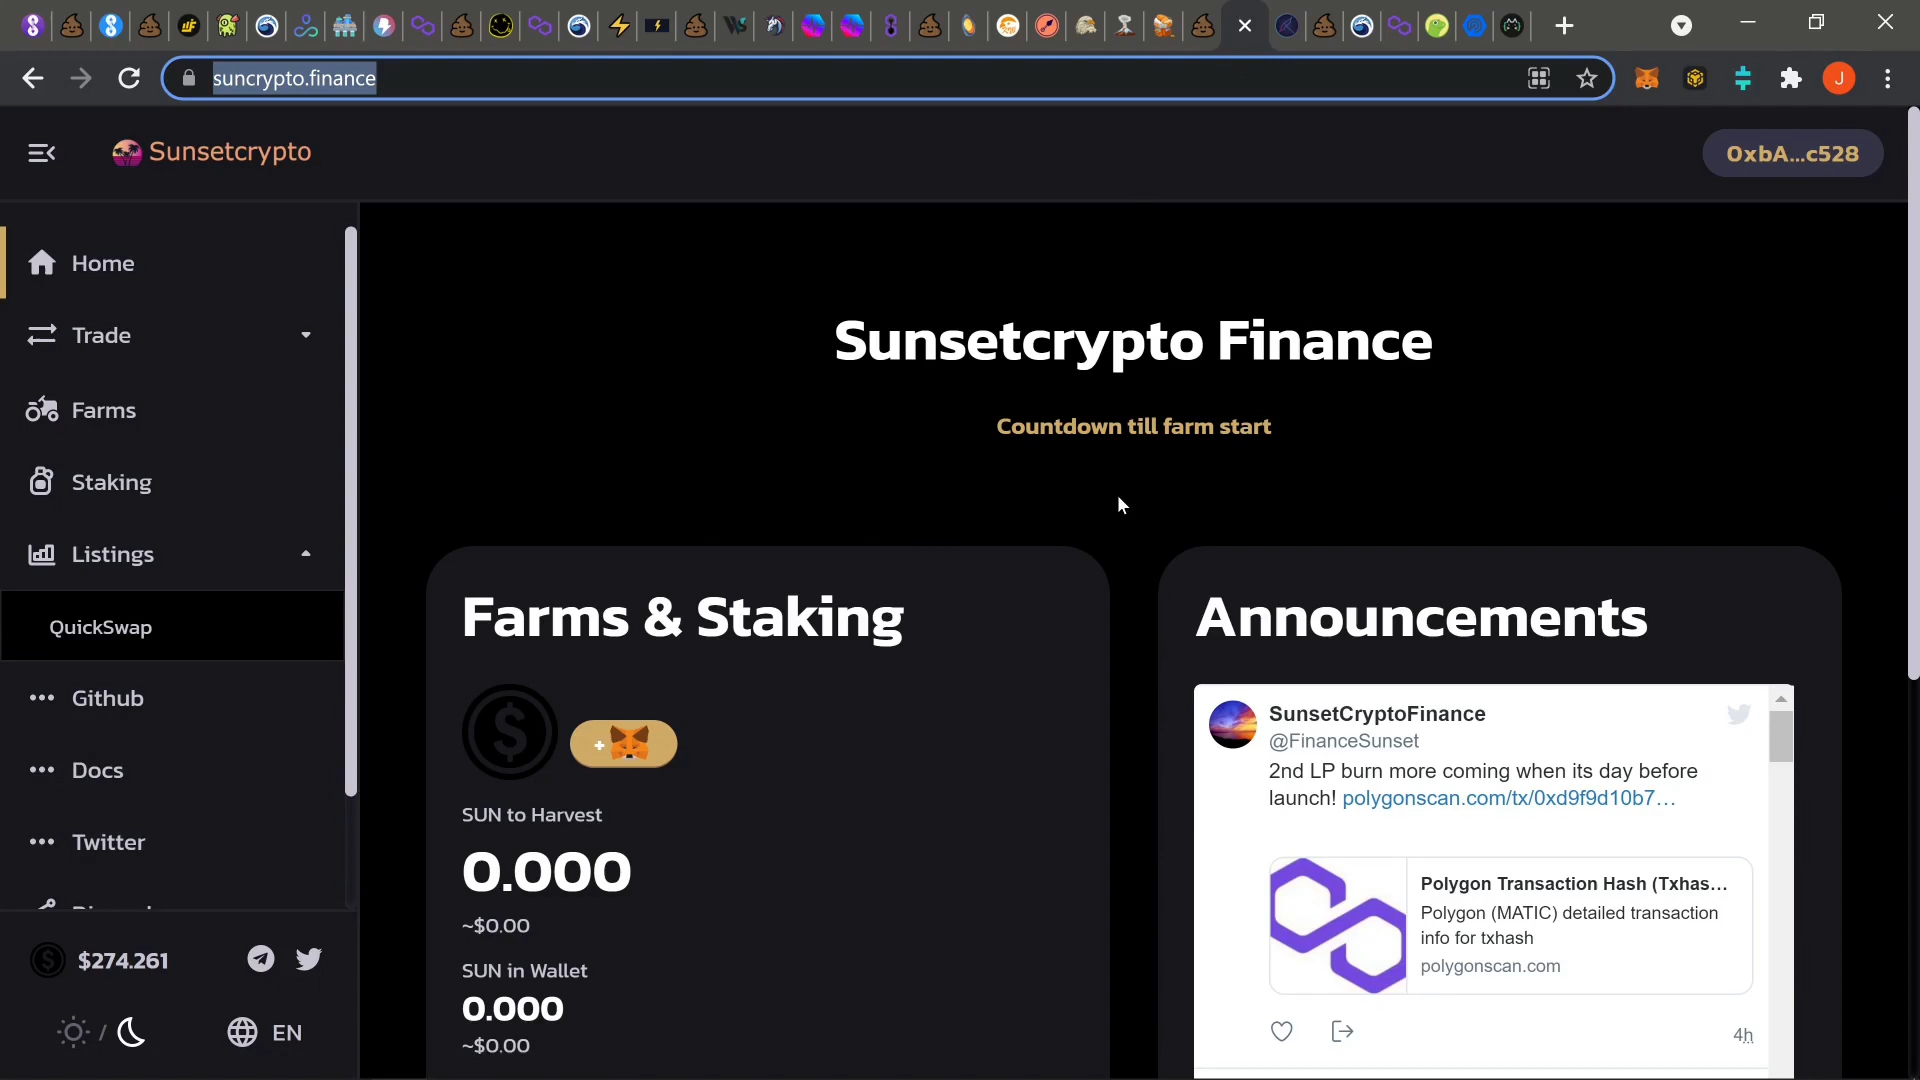 suncrypto.finance
J
Sunsetcrypto
0xbA...c528
Home
Trade
Farms
Staking
Listings
QuickSwap
Github
Docs
Twitter
$274.261
/
EN
Sunsetcrypto Finance
Countdown till farm start
Farms & Staking
+
SUN to Harvest
0.000
~$0.00
SUN in Wallet
0.000
~$0.00
Announcements
SunsetCryptoFinance
@FinanceSunset
2nd LP burn more coming when its day before
launch! polygonscan.com/tx/0xd9f9d10b7…
Polygon Transaction Hash (Txhas...
Polygon (MATIC) detailed transaction
info for txhash
polygonscan.com
4h